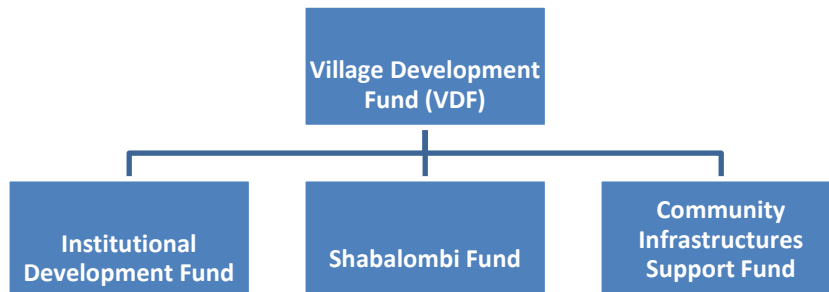 Village Development
Fund (VDF)
Institutional
Development Fund
Shabalombi Fund
Community
Infrastructures
Support Fund